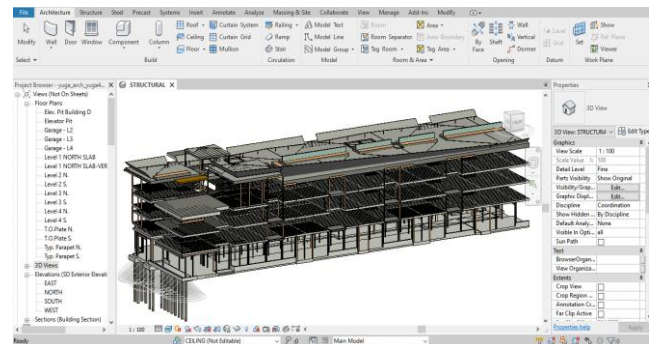 File Architecture Structure Steel Precast Systems Insert Annotate Analyze Massing & Site Collaborate View Manage Add-Ins Modify
Modify Wall Door Window Component Column
Roof Curtain System
Ceiling Curtain Grid
Floor Mullion
Railing Model Text
Ramp Model Line
Stair Model Group
Room Area
Room Separator Area Boundary
Tag Room Tag Area
By Face Shaft Wall
Vertical
Dormer
Level
Grid
Set Show
Ref Plane
Viewer
Select Build Circulation Model Room & Area Opening Datum Work Plane
Project Browser - yuga_arch_yuga4... X
STRUCTURAL X
Views (Not On Sheets)
Floor Plans
Elev. Pit Building D
Elevator Pit
Garage - L2
Garage - L3
Garage - L4
Level 1 NORTH SLAB
Level 1 NORTH SLAB-VER
Level 2 N.
Level 2 S.
Level 3 N.
Level 3 S.
Level 4 N
Level 4 S
T.O.Plate N.
T.O.Plate S.
Typ. Parapet N.
Typ. Parapet S.
3D Views
Elevations (SD Exterior Elevati
EAST
NORTH
SOUTH
WEST
Sections (Building Section)
Properties X
3D View
3D View: STRUCTURA Edit Type
Graphics
View Scale 1 : 100
Scale Value 1: 100
Detail Level Fine
Parts Visibility Show Original
Visibility/Grap... Edit...
Graphic Displ... Edit...
Discipline Coordination
Show Hidden ... By Discipline
Default Analy... None
Visible In Opti... all
Sun Path
Text
BrowserOrgan...
View Organiza...
Extents
Crop View
Crop Region ...
Annotation Cr...
Far Clip Active
Properties help Apply
1 : 100
Ready
CEILING (Not Editable)
Main Model